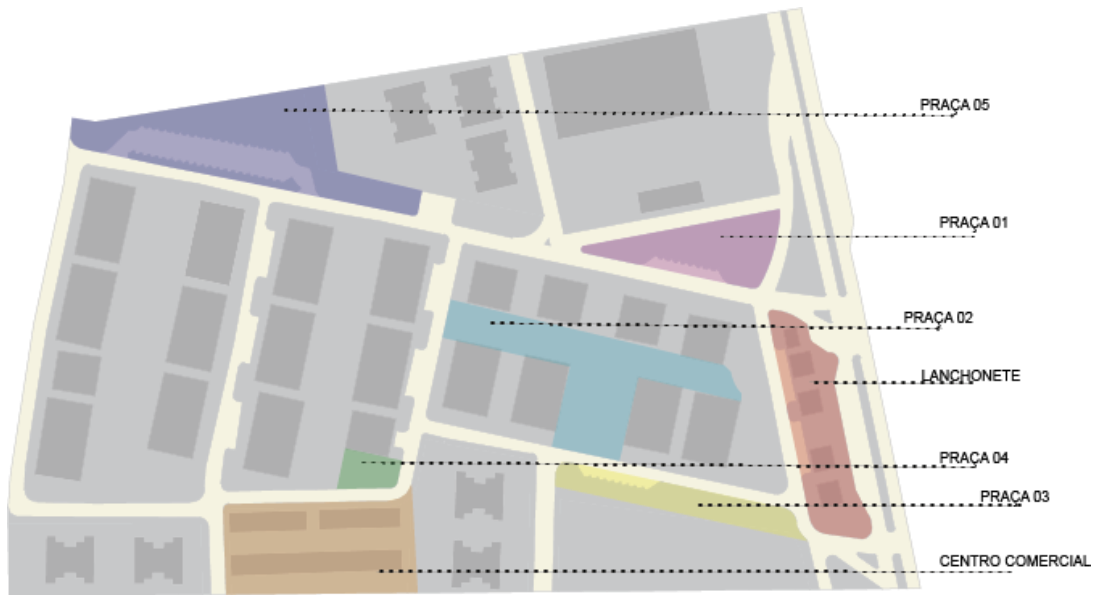 PRAÇA 05
PRAÇA 01
PRAÇA 02
LANCHONETE
PRAÇA 04
PRAÇA 03
CENTRO COMERCIAL